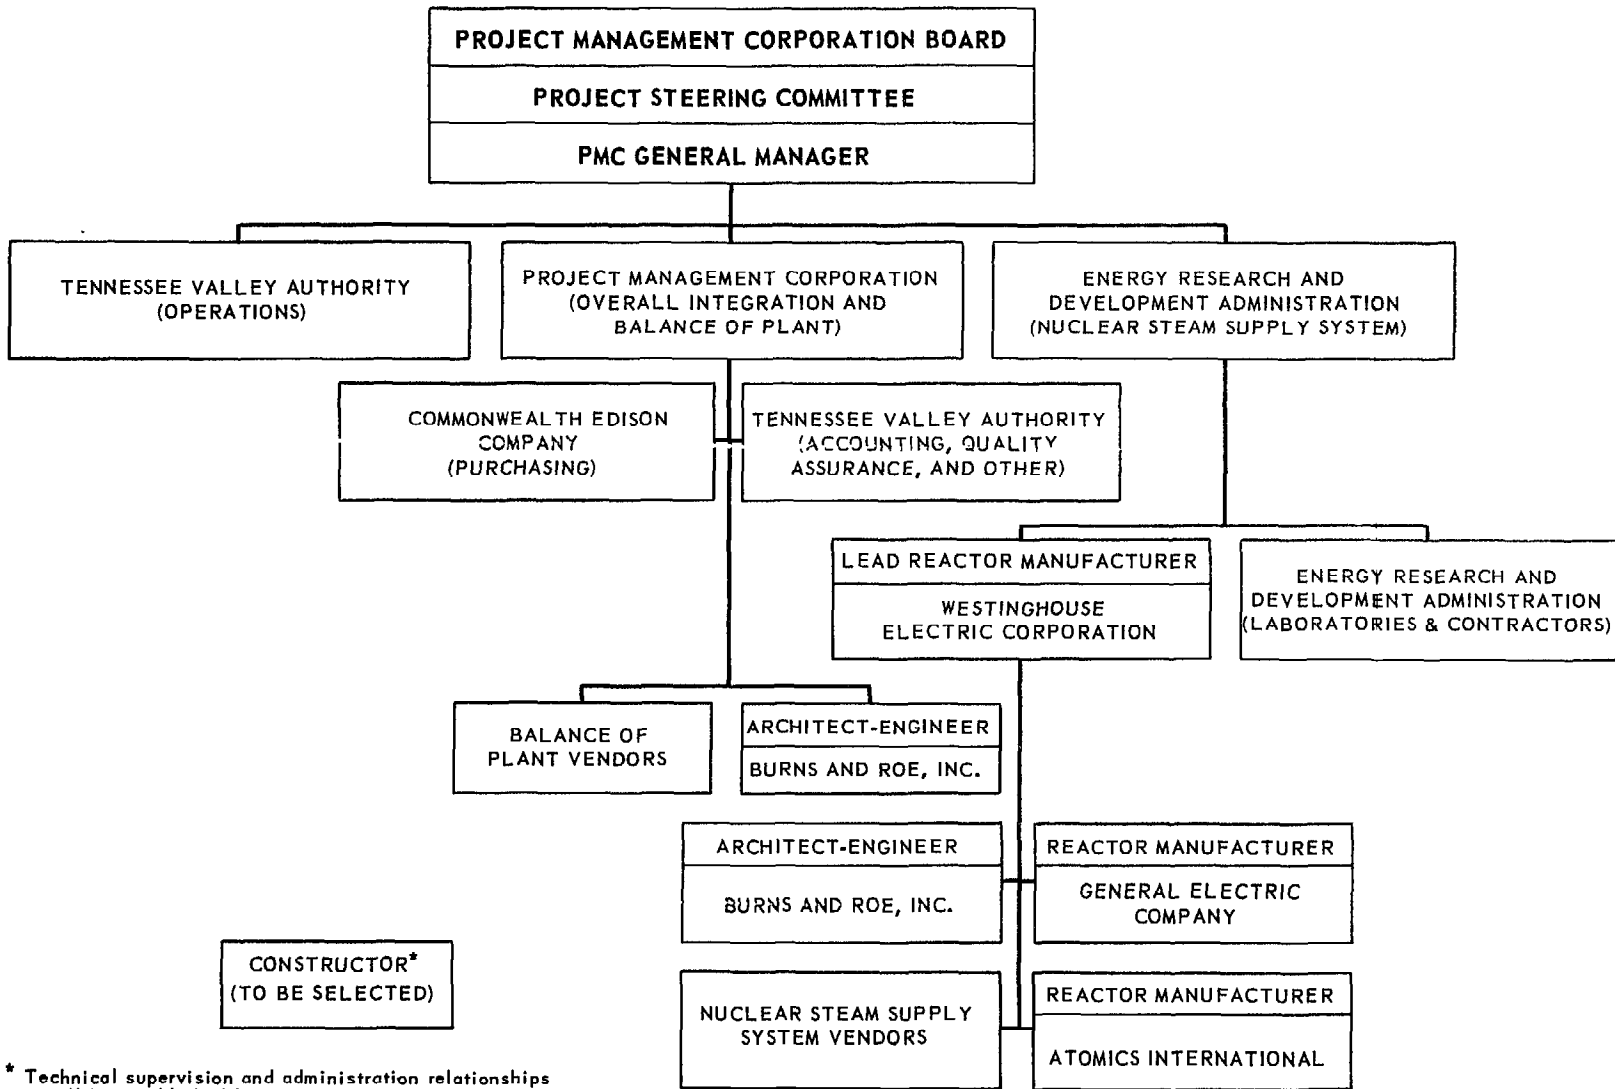 PROJECT MANAGEMENT CORPORATION BOARD
PROJECT STEERING COMMITTEE
PMC GENERAL MANAGER
TENNESSEE VALLEY AUTHORITY
(OPERATIONS)
PROJECT MANAGEMENT CORPORATION
(OVERALL INTEGRATION AND
BALANCE OF PLANT)
ENERGY RESEARCH AND
DEVELOPMENT ADMINISTRATION
(NUCLEAR STEAM SUPPLY SYSTEM)
COMMONWEALTH EDISON
COMPANY
(PURCHASING)
TENNESSEE VALLEY AUTHORITY
(ACCOUNTING, QUALITY
ASSURANCE, AND OTHER)
LEAD REACTOR MANUFACTURER
WESTINGHOUSE
ELECTRIC CORPORATION
ENERGY RESEARCH AND
DEVELOPMENT ADMINISTRATION
(LABORATORIES & CONTRACTORS)
BALANCE OF
PLANT VENDORS
ARCHITECT-ENGINEER
BURNS AND ROE, INC.
ARCHITECT-ENGINEER
BURNS AND ROE, INC.
REACTOR MANUFACTURER
GENERAL ELECTRIC
COMPANY
CONSTRUCTOR*
(TO BE SELECTED)
NUCLEAR STEAM SUPPLY
SYSTEM VENDORS
REACTOR MANUFACTURER
ATOMICS INTERNATIONAL
* Technical supervision and administration relationships